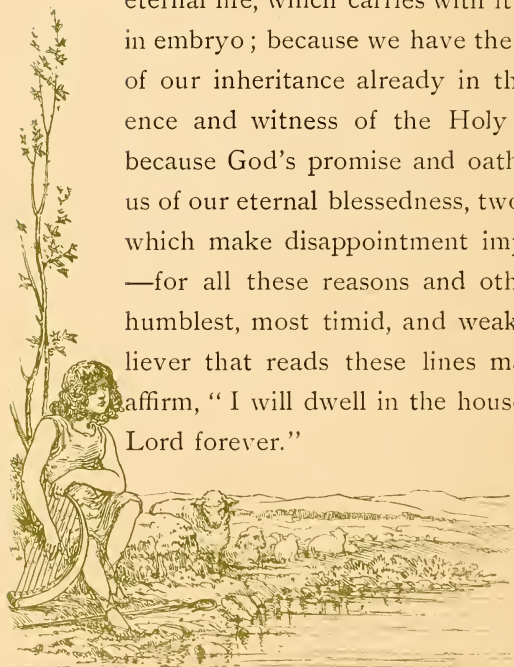 eternal life, which carries with it
in embryo; because we have the
of our inheritance already in th
ence and witness of the Holy
because God's promise and oath
us of our eternal blessedness, two
which make disappointment im
—for all these reasons and oth
humblest, most timid, and weak
liever that reads these lines m
affirm, “ I will dwell in the hous
Lord forever.”